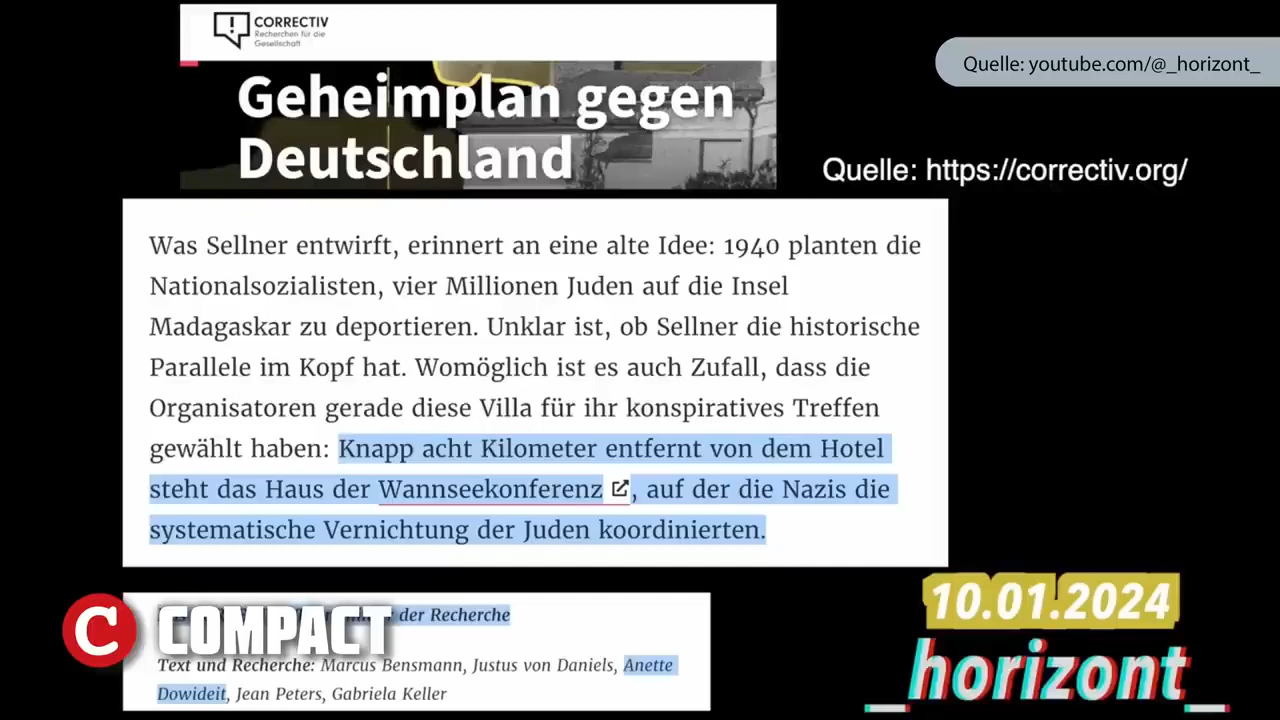 CORRECTIV
Recherchen für die
Gesellschaft
Quelle: youtube.com/@_horizont_
Geheimplan gegen
Deutschland
Quelle: https://correctiv.org/
Was Sellner entwirft, erinnert an eine alte Idee: 1940 planten die
Nationalsozialisten, vier Millionen Juden auf die Insel
Madagaskar zu deportieren. Unklar ist, ob Sellner die historische
Parallele im Kopf hat. Womöglich ist es auch Zufall, dass die
Organisatoren gerade diese Villa für ihr konspiratives Treffen
gewählt haben: Knapp acht Kilometer entfernt von dem Hotel
steht das Haus der Wannseekonferenz, auf der die Nazis die
systematische Vernichtung der Juden koordinierten.
der Recherche
C COMPACT
Text und Recherche: Marcus Bensmann, Justus von Daniels, Anette
Dowideit, Jean Peters, Gabriela Keller
10.01.2024
_horizont_